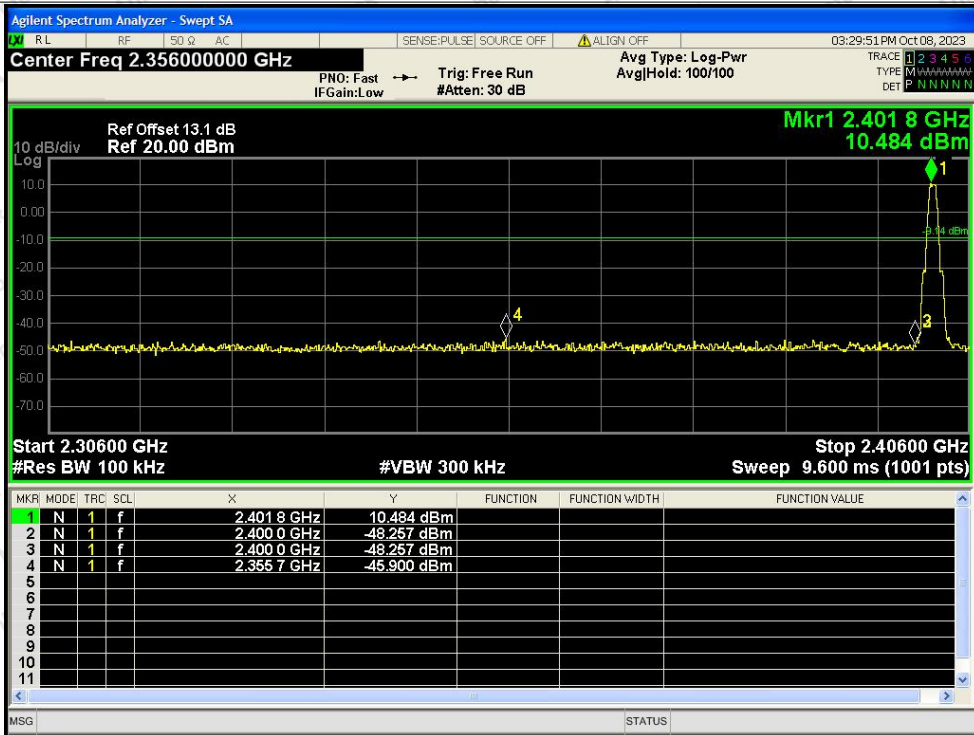 Agilent Spectrum Analyzer - Swept SA
LXI RL RF 50 Ω AC SENSE:PULSE SOURCE OFF ALIGN OFF 03:29:51 PM Oct 08, 2023
Center Freq 2.356000000 GHz
PNO: Fast
IFGain:Low
Trig: Free Run
#Atten: 30 dB
Avg Type: Log-Pwr
Avg|Hold: 100/100
TRACE 1 2 3 4 5 6
TYPE M
DET P N N N N N
Mkr1 2.401 8 GHz
10.484 dBm
Ref Offset 13.1 dB
10 dB/div Ref 20.00 dBm
Log
1
10.0
0.00
-9.14 dBm
-10.0
-20.0
-30.0
4
3
-40.0
-50.0
-60.0
-70.0
Start 2.30600 GHz Stop 2.40600 GHz
#Res BW 100 kHz #VBW 300 kHz Sweep 9.600 ms (1001 pts)
MKR MODE TRC SCL X Y FUNCTION FUNCTION WIDTH FUNCTION VALUE
1 N 1 f 2.401 8 GHz 10.484 dBm
2 N 1 f 2.400 0 GHz -48.257 dBm
3 N 1 f 2.400 0 GHz -48.257 dBm
4 N 1 f 2.355 7 GHz -45.900 dBm
5
6
7
8
9
10
11
MSG STATUS